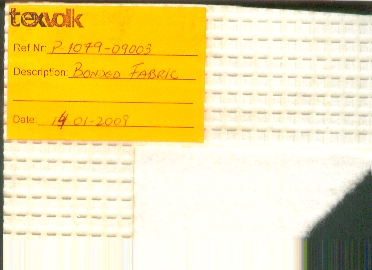 texvolk
Ref Nr: P-1079-09003
Description: BONDED FABRIC
Date: 14 01-2009